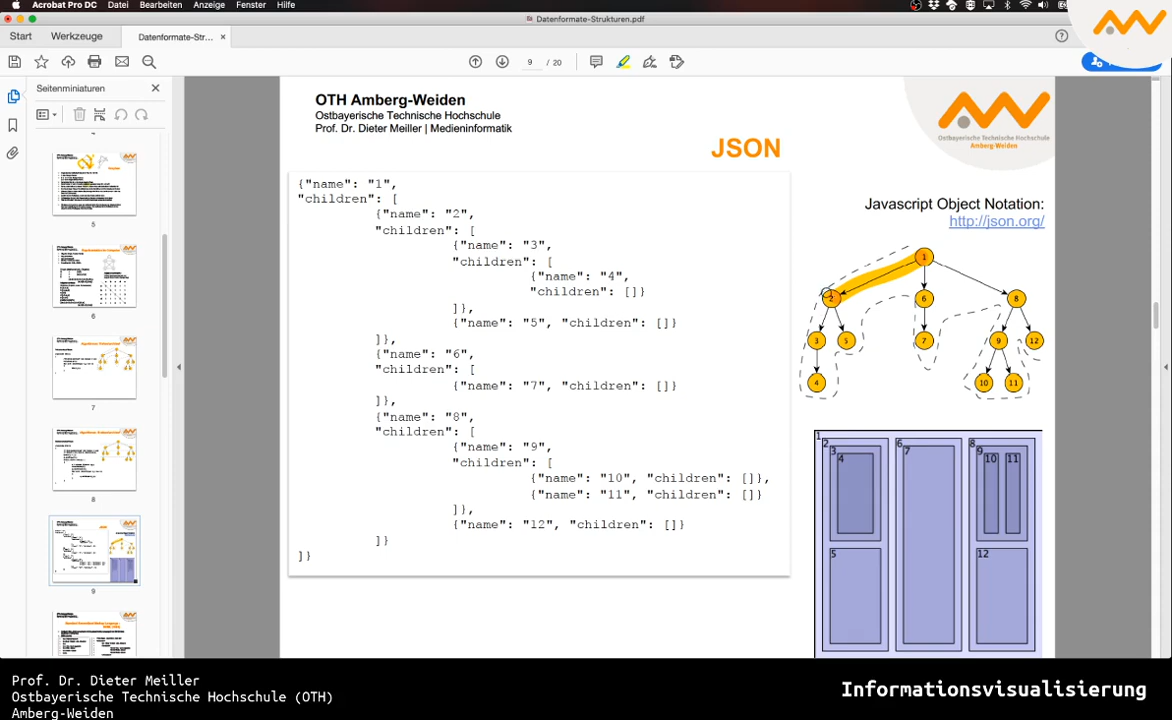 Acrobat Pro DC Datei Bearbeiten Anzeige Fenster Hilfe
Datenformate-Strukturen.pdf
Start Werkzeuge Datenformate-Str... ×
9 / 20
Seitenminiaturen
5
6
7
8
9
OTH Amberg-Weiden
Ostbayerische Technische Hochschule
Prof. Dr. Dieter Meiller | Medieninformatik
Ostbayerische Technische Hochschule
Amberg-Weiden
JSON
{"name": "1",
"children": [
{"name": "2",
"children": [
{"name": "3",
"children": [
{"name": "4",
"children": []}
]},
{"name": "5", "children": []}
]},
{"name": "6",
"children": [
{"name": "7", "children": []}
]},
{"name": "8",
"children": [
{"name": "9",
"children": [
{"name": "10", "children": []},
{"name": "11", "children": []}
]},
{"name": "12", "children": []}
]}
]}
Javascript Object Notation:
http://json.org/
1
2 6 8
3 5 7 9 12
4 10 11
1
2 6 8
3 7 9
4 10 11
5 12
Prof. Dr. Dieter Meiller
Ostbayerische Technische Hochschule (OTH)
Amberg-Weiden
Informationsvisualisierung